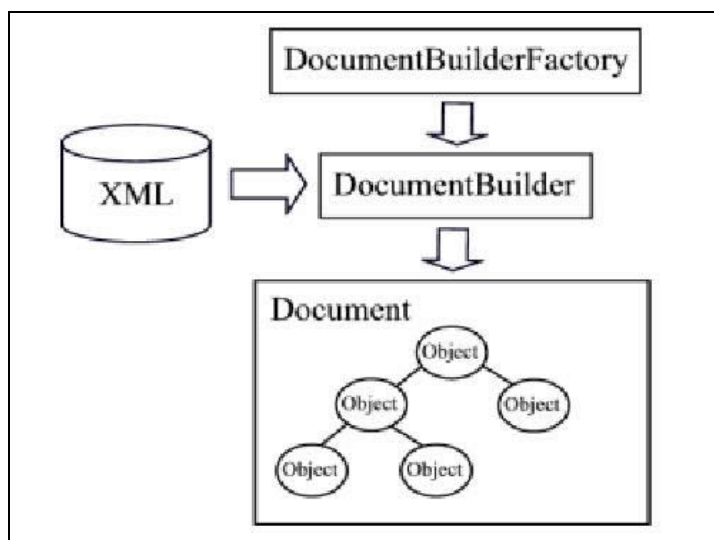 DocumentBuilderFactory
XML
DocumentBuilder
Document
Object
Object
Object
Object
Object